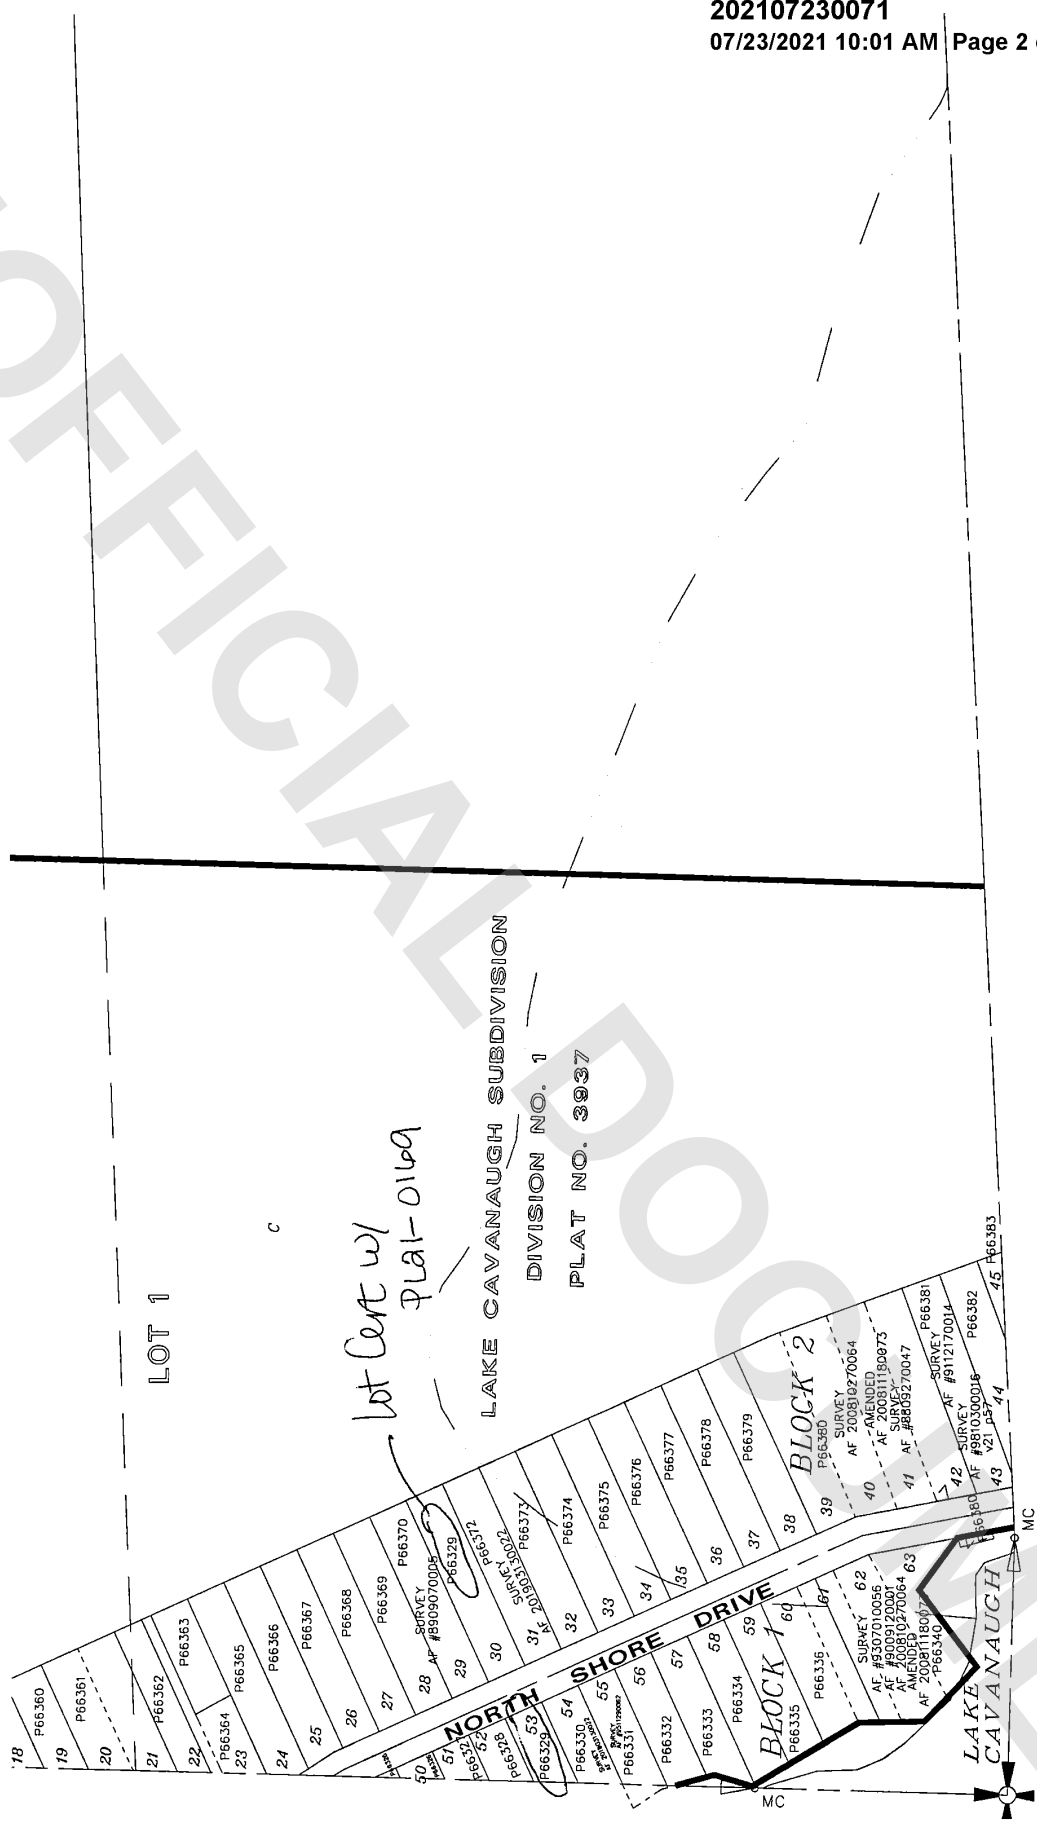 202107230071
07/23/2021 10:01 AM Page 2
OFFICIAL DOCUM
LOT 1
C
Lot Cert w/
PL21-0169
LAKE CAVANAUGH SUBDIVISION
DIVISION NO. 1
PLAT NO. 3937
18
P66360
19
P66361
20
21
P66362
22
P66363
P66364
23
P66365
24
P66366
25
P66367
26
P66368
27
P66369
28
P66370
SURVEY
AF #8909070005
29
P66329
30
P66372
SURVEY
AF 201903130022
31
P66373
32
P66374
33
P66375
34
P66376
35
P66377
36
P66378
37
P66379
38
BLOCK 2
39
P66380
SURVEY
AF 200810270064
40
AMENDED
AF 200811180073
SURVEY
41
AF #8809270047
P66381
SURVEY
AF #9112170014
42
SURVEY
AF #9810300016
v21 p57
P66382
43
44
45
P66383
P66380
NORTH SHORE DRIVE
50
51
P66327
52
P66328
53
P66329
54
P66330
55
P66331
56
P66332
57
P66333
58
P66334
59
BLOCK 1
P66335
60
P66336
61
62
SURVEY
AF #9307010056
AF #9009120001
AF 200810270064
AMENDED
63
P66340
LAKE
CAVANAUGH
MC
MC